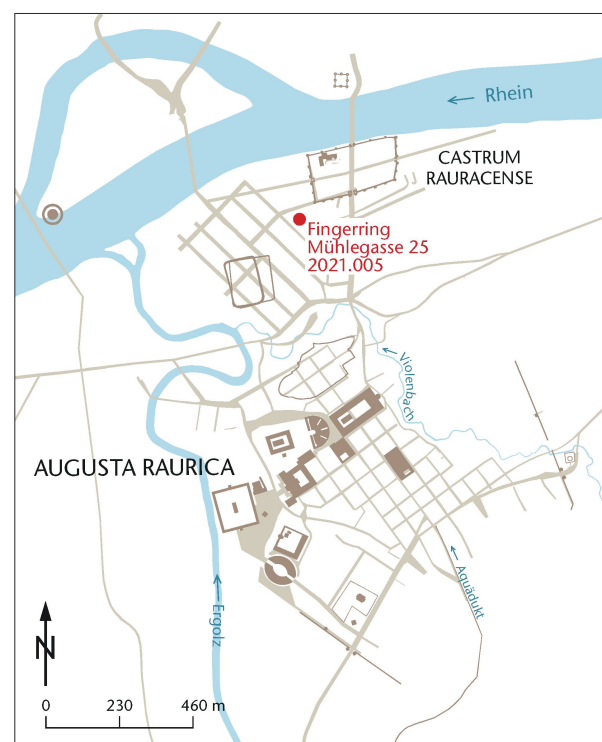 Rhein
CASTRUM
RAURACENSE
Fingerring
Mühlegasse 25
2021.005
Violenbach
AUGUSTA RAURICA
Aquädukt
Ergolz
N
0 230 460 m